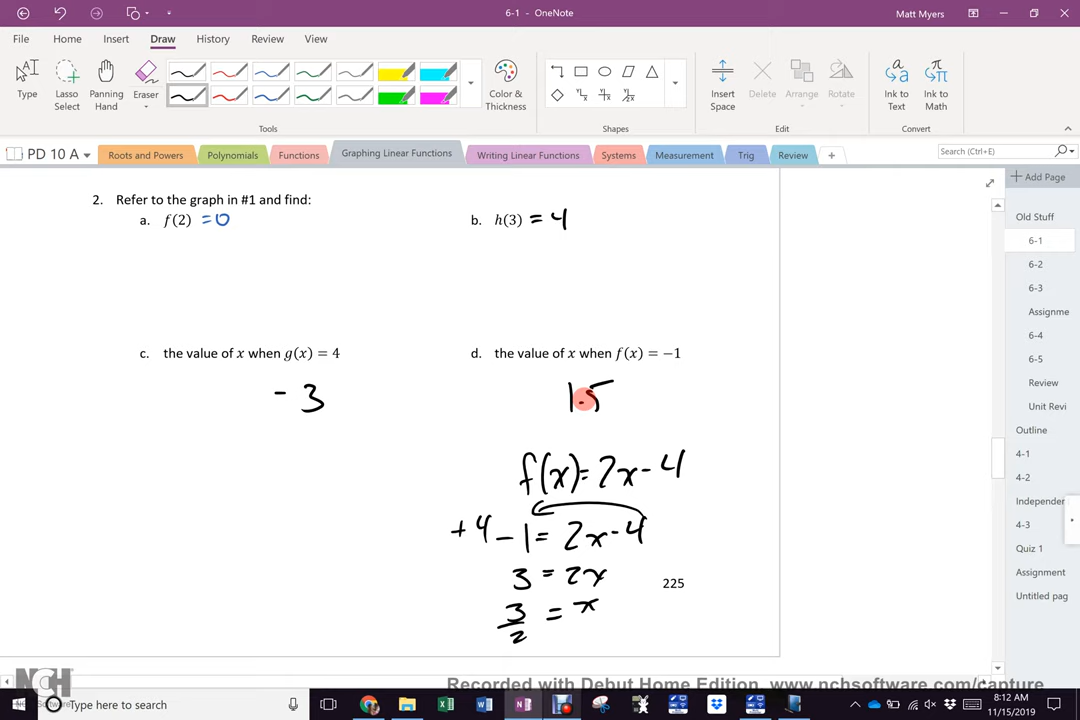 6-1 - OneNote
Matt Myers
File Home Insert Draw History Review View
Type
Lasso Select
Panning Hand
Eraser
Color & Thickness
Insert Space
Delete
Arrange
Rotate
Ink to Text
Ink to Math
Tools
Shapes
Edit
Convert
PD 10 A
Roots and Powers
Polynomials
Functions
Graphing Linear Functions
Writing Linear Functions
Systems
Measurement
Trig
Review
Search (Ctrl+E)
Add Page
Old Stuff
6-1
6-2
6-3
Assignme
6-4
6-5
Review
Unit Revi
Outline
4-1
4-2
Independen
4-3
Quiz 1
Assignment
Untitled pag
2. Refer to the graph in #1 and find:
a. f(2) = 0
b. h(3) = 4
c. the value of x when g(x) = 4
d. the value of x when f(x) = −1
- 3
1.5
f(x) = 2x - 4
+4 - 1 = 2x - 4
3 = 2x
3/2 = x
225
NCH
Recorded with Debut Home Edition, www.nchsoftware.com/capture
Type here to search
8:12 AM
11/15/2019